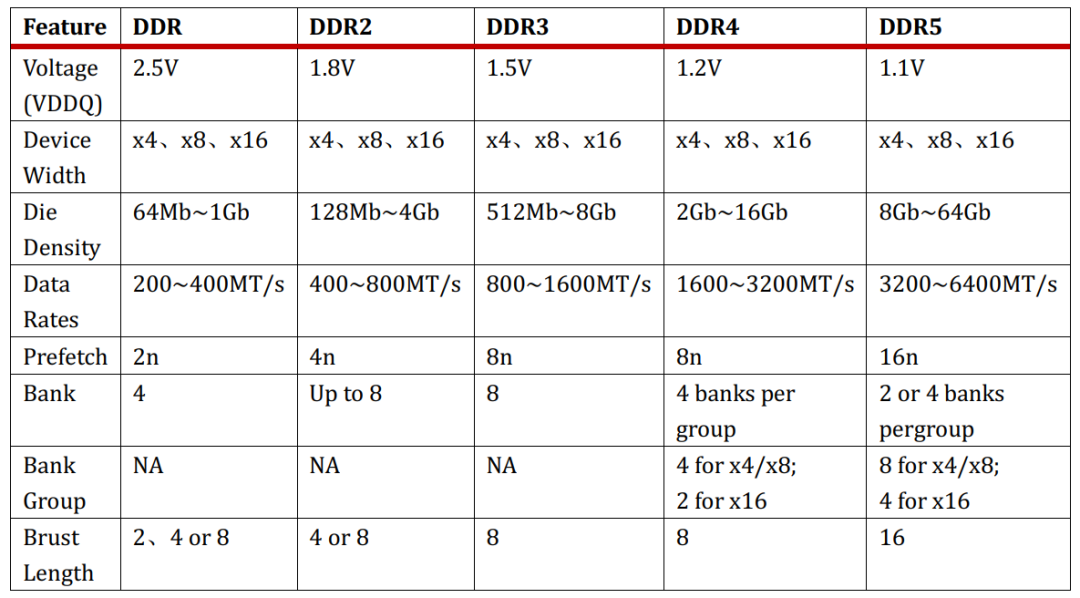 Feature DDR DDR2 DDR3 DDR4 DDR5
Voltage 2.5V 1.8V 1.5V 1.2V 1.1V
(VDDQ)
Device x4、x8、x16 x4、x8、x16 x4、x8、x16 x4、x8、x16 x4、x8、x16
Width
Die 64Mb~1Gb 128Mb~4Gb 512Mb~8Gb 2Gb~16Gb 8Gb~64Gb
Density
Data 200~400MT/s 400~800MT/s 800~1600MT/s 1600~3200MT/s 3200~6400MT/s
Rates
Prefetch 2n 4n 8n 8n 16n
Bank 4 Up to 8 8 4 banks per 2 or 4 banks
group pergroup
Bank NA NA NA 4 for x4/x8; 8 for x4/x8;
Group 2 for x16 4 for x16
Brust 2、4 or 8 4 or 8 8 8 16
Length